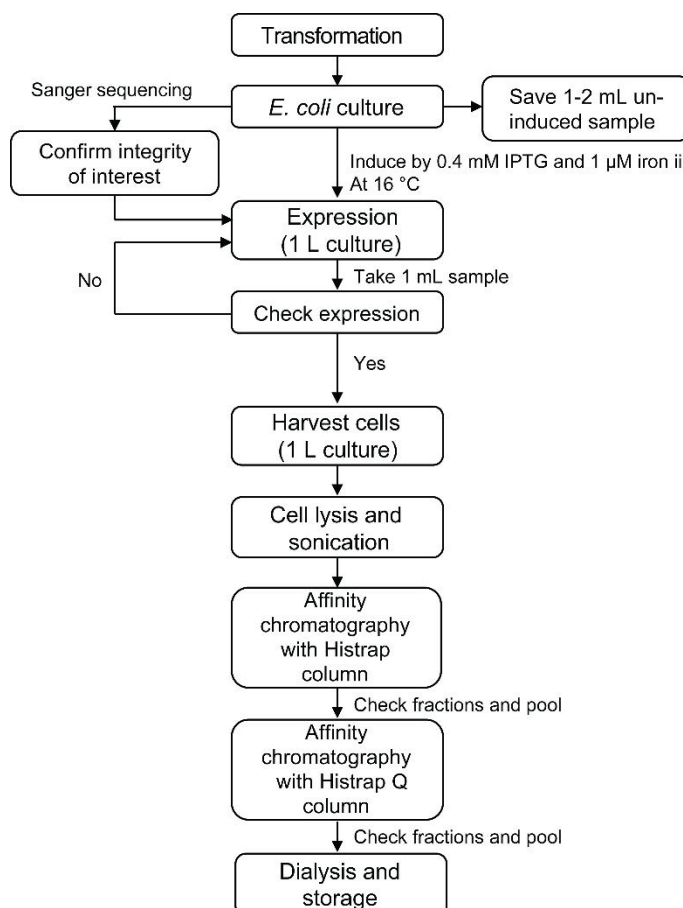 Transformation
Sanger sequencing
E. coli culture
Save 1-2 mL un-
induced sample
Confirm integrity
of interest
Induce by 0.4 mM IPTG and 1 µM iron ii
At 16 °C
Expression
(1 L culture)
No
Take 1 mL sample
Check expression
Yes
Harvest cells
(1 L culture)
Cell lysis and
sonication
Affinity
chromatography
with Histrap
column
Check fractions and pool
Affinity
chromatography
with Histrap Q
column
Check fractions and pool
Dialysis and
storage